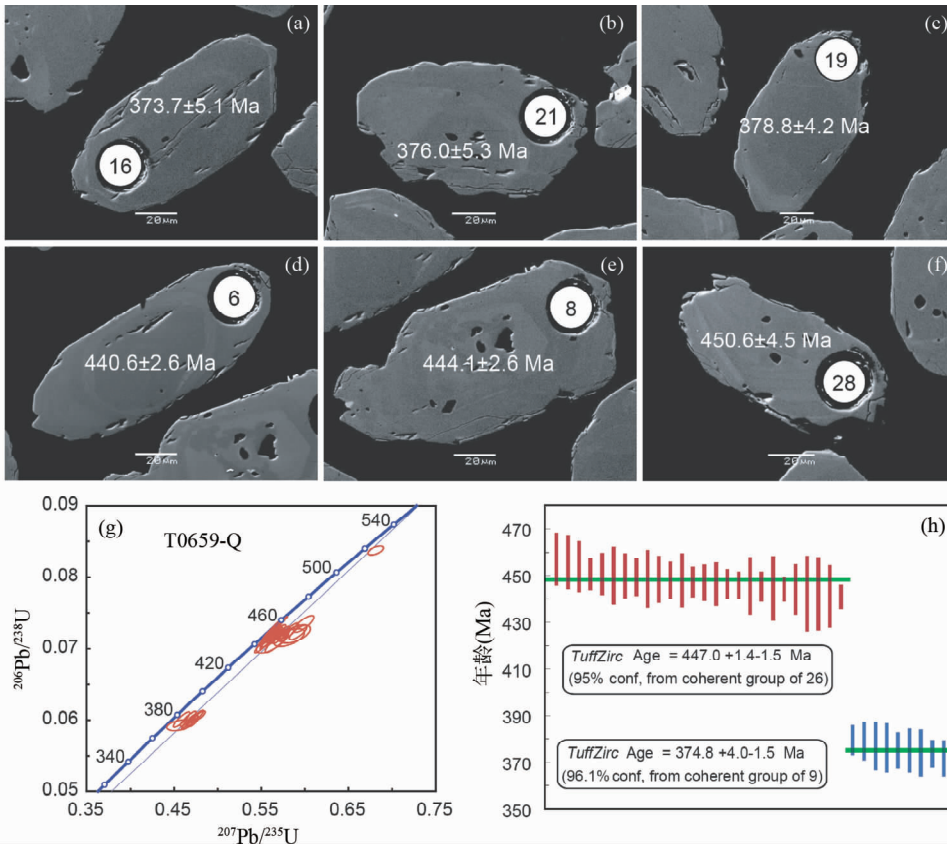 (a)
373.7±5.1 Ma
16
20μm
(b)
21
376.0±5.3 Ma
20μm
(c)
19
378.8±4.2 Ma
20μm
(d)
6
440.6±2.6 Ma
20μm
(e)
8
444.1±2.6 Ma
20μm
(f)
450.6±4.5 Ma
28
20μm
(g)
T0659-Q
0.09
0.08
0.07
0.06
0.05
²⁰⁶Pb/²³⁸U
540
500
460
420
380
340
0.35
0.45
0.55
0.65
0.75
²⁰⁷Pb/²³⁵U
(h)
年龄(Ma)
470
450
430
410
390
370
350
TuffZirc Age = 447.0 +1.4-1.5 Ma
(95% conf, from coherent group of 26)
TuffZirc Age = 374.8 +4.0-1.5 Ma
(96.1% conf, from coherent group of 9)